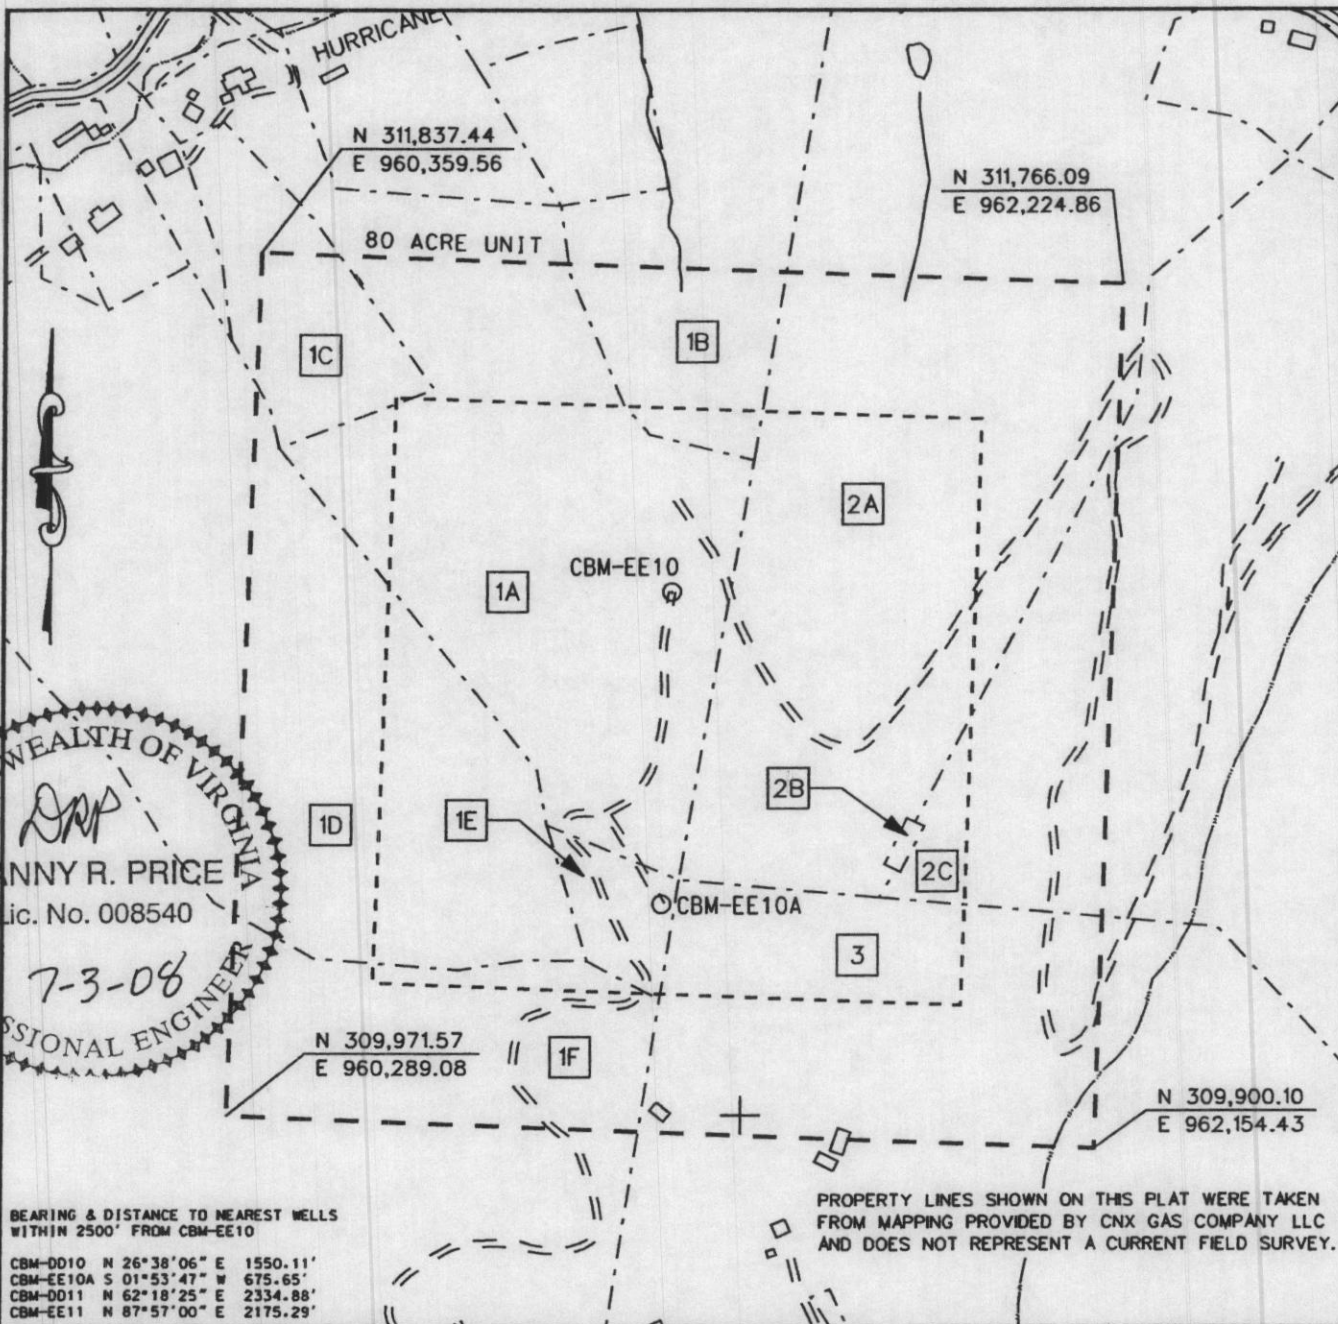 HURRICANE
N 311,837.44
E 960,359.56
N 311,766.09
E 962,224.86
80 ACRE UNIT
1C
1B
2A
CBM-EE10
1A
2B
1D
1E
2C
CBM-EE10A
3
WEALTH OF VIRGINIA
DRP
ANNY R. PRICE
Lic. No. 008540
7-3-08
SSIONAL ENGINEER
N 309,971.57
E 960,289.08
1F
N 309,900.10
E 962,154.43
BEARING & DISTANCE TO NEAREST WELLS
WITHIN 2500' FROM CBM-EE10
CBM-DD10 N 26°38'06" E 1550.11'
CBM-EE10A S 01°53'47" W 675.65'
CBM-DD11 N 62°18'25" E 2334.88'
CBM-EE11 N 87°57'00" E 2175.29'
PROPERTY LINES SHOWN ON THIS PLAT WERE TAKEN
FROM MAPPING PROVIDED BY CNX GAS COMPANY LLC
AND DOES NOT REPRESENT A CURRENT FIELD SURVEY.